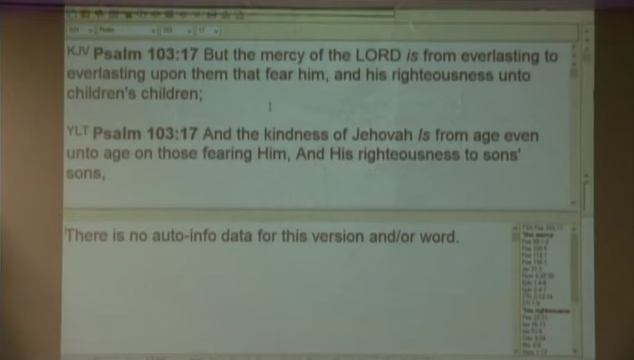 KJV Psalm 103:17 But the mercy of the LORD is from everlasting to
everlasting upon them that fear him, and his righteousness unto
children's children;
YLT Psalm 103:17 And the kindness of Jehovah Is from age even
unto age on those fearing Him, And His righteousness to sons'
sons,
There is no auto-info data for this version and/or word.